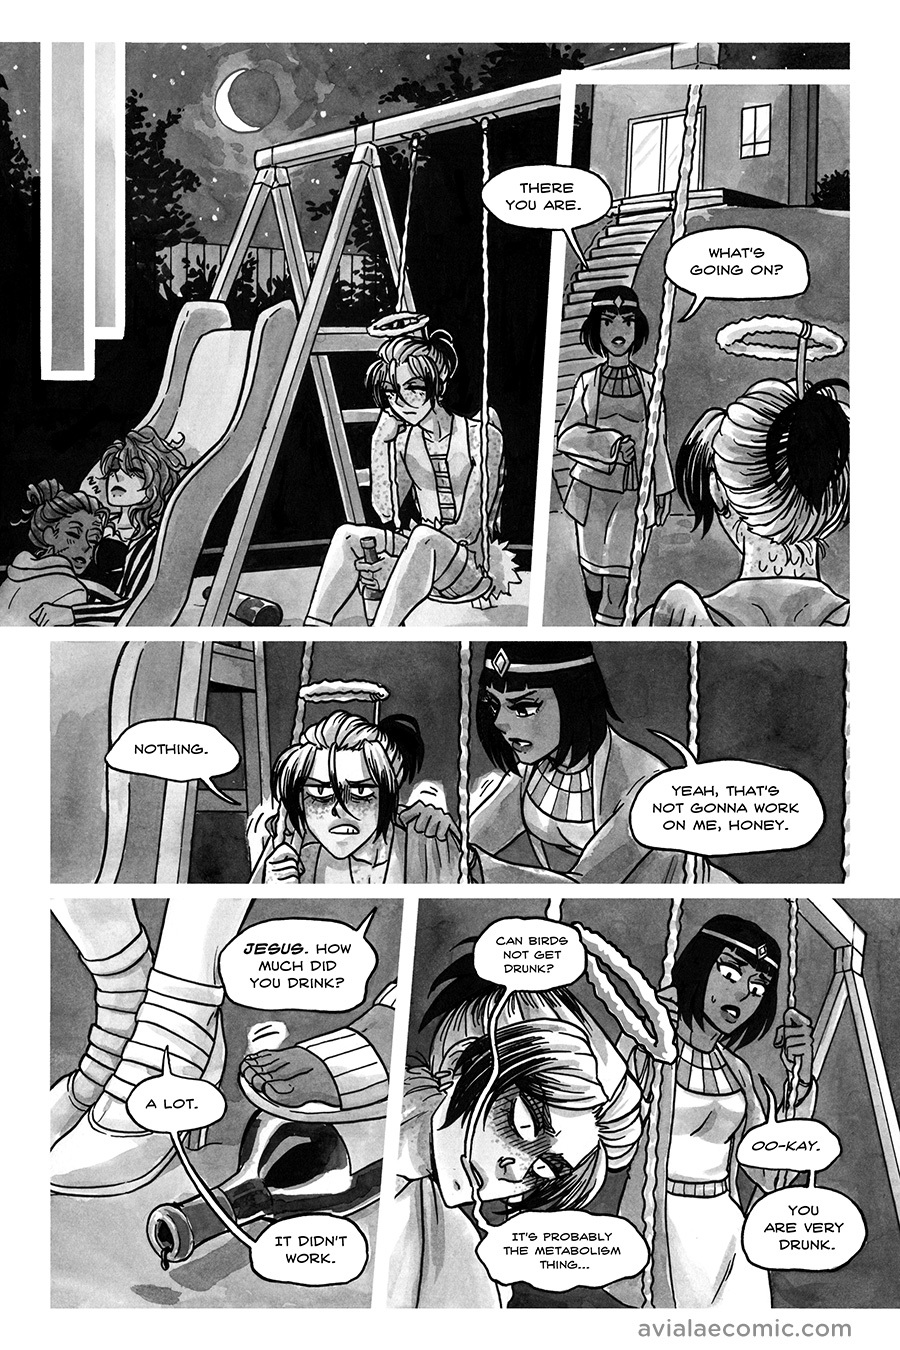 THERE
YOU ARE.
WHAT'S
GOING ON?
NOTHING.
YEAH, THAT'S
NOT GONNA WORK
ON ME, HONEY.
JESUS. HOW
MUCH DID
YOU DRINK?
A LOT.
IT DIDN'T
WORK.
CAN BIRDS
NOT GET
DRUNK?
IT'S PROBABLY
THE METABOLISM
THING...
OO-KAY.
YOU
ARE VERY
DRUNK.
avialaecomic.com